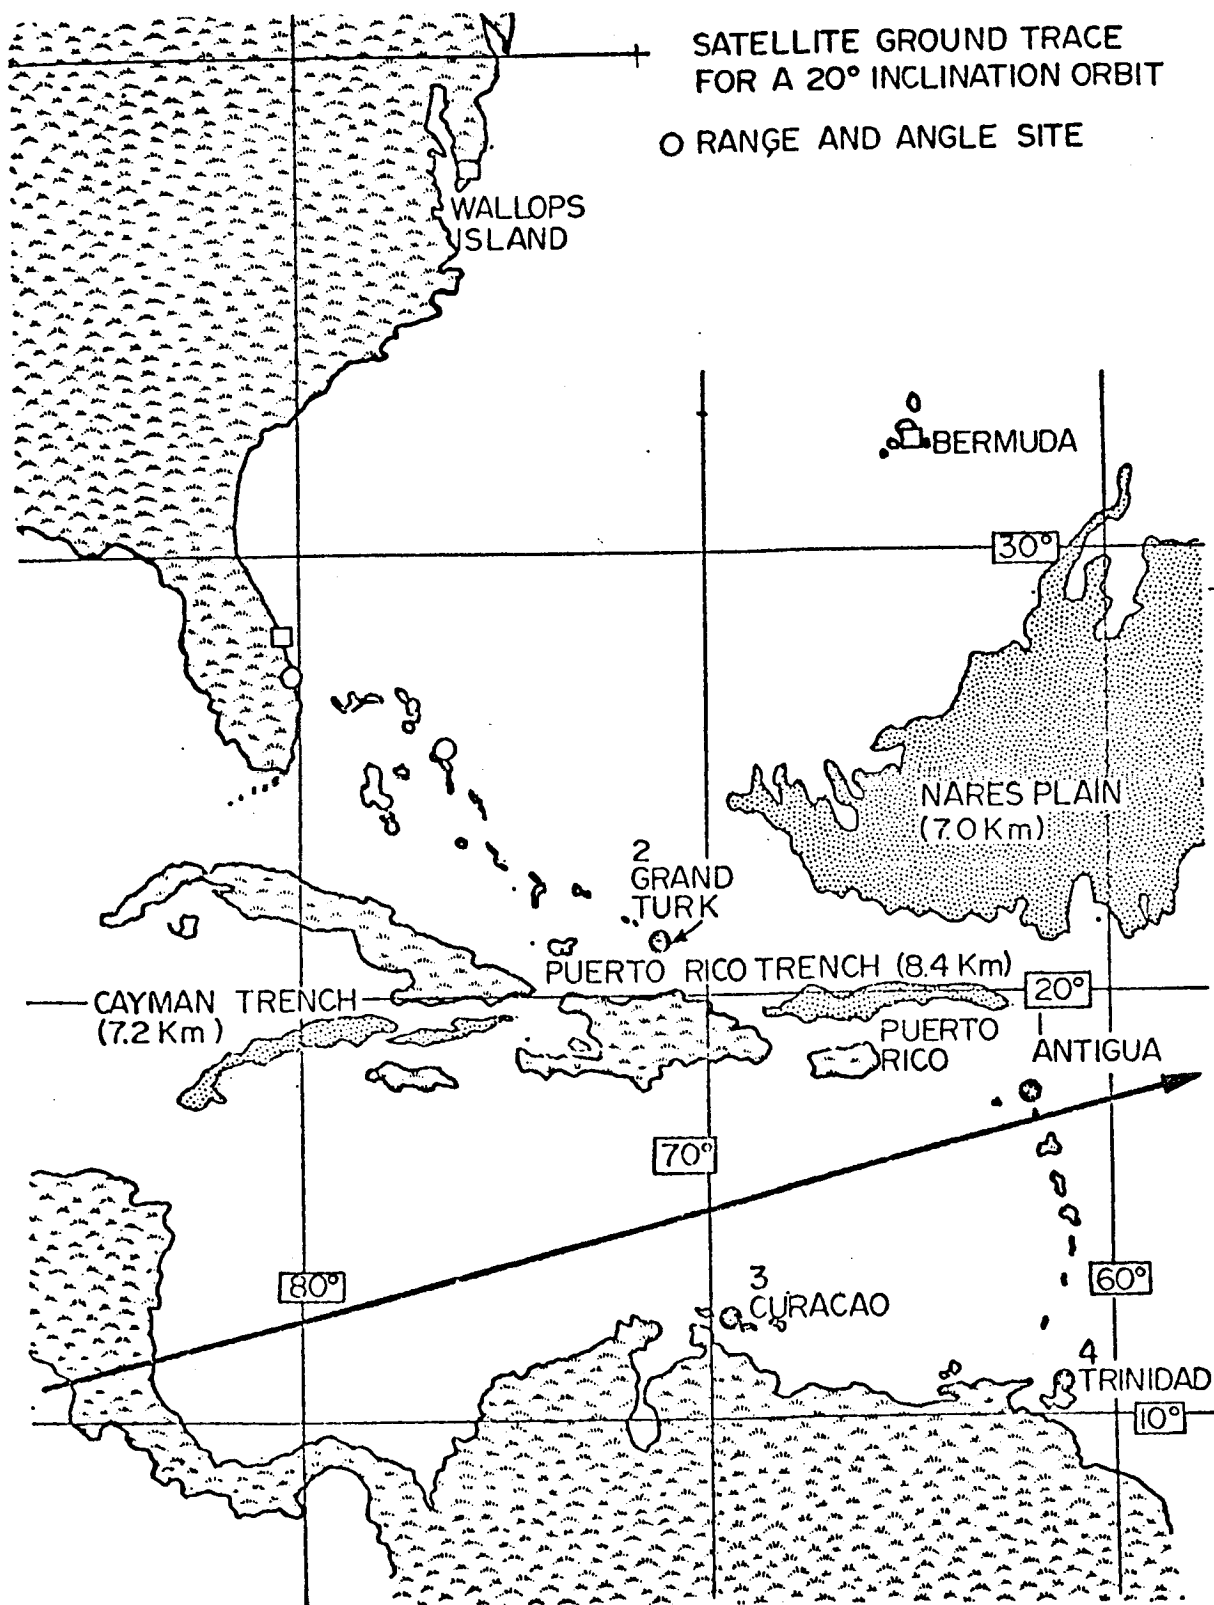 SATELLITE GROUND TRACE
FOR A 20° INCLINATION ORBIT
O RANGE AND ANGLE SITE
WALLOPS
ISLAND
BERMUDA
30°
NARES PLAIN
(7.0 Km)
2
GRAND
TURK
PUERTO RICO TRENCH (8.4 Km)
CAYMAN TRENCH
(7.2 Km)
20°
PUERTO
RICO
1
ANTIGUA
70°
80°
60°
3
CURACAO
4
TRINIDAD
10°